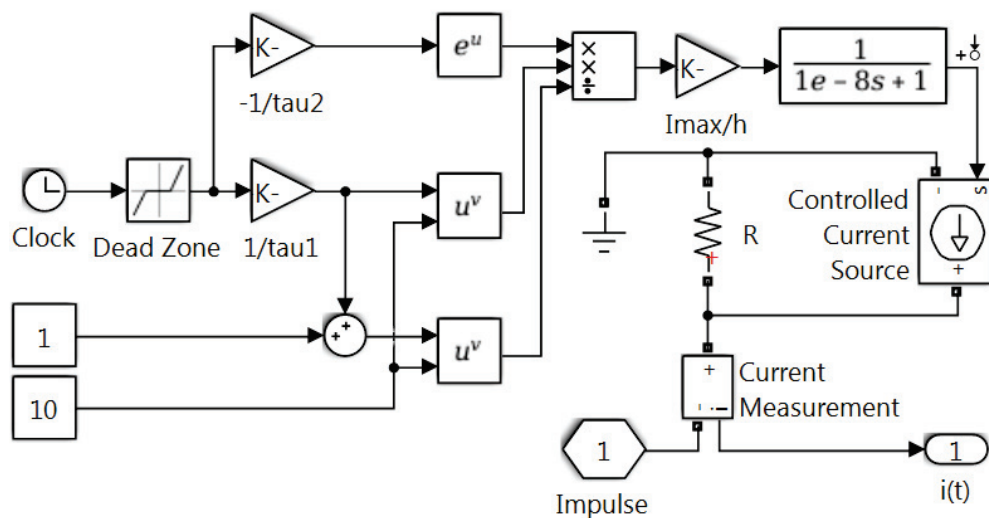 K-
-1/tau2
e^u
×
×
÷
K-
Imax/h
1
1e − 8s + 1
+
Clock
Dead Zone
K-
1/tau1
u^v
-
s
R
+
Controlled
Current
Source
+
1
+
+
u^v
10
+
-
i
Current
Measurement
1
Impulse
1
i(t)